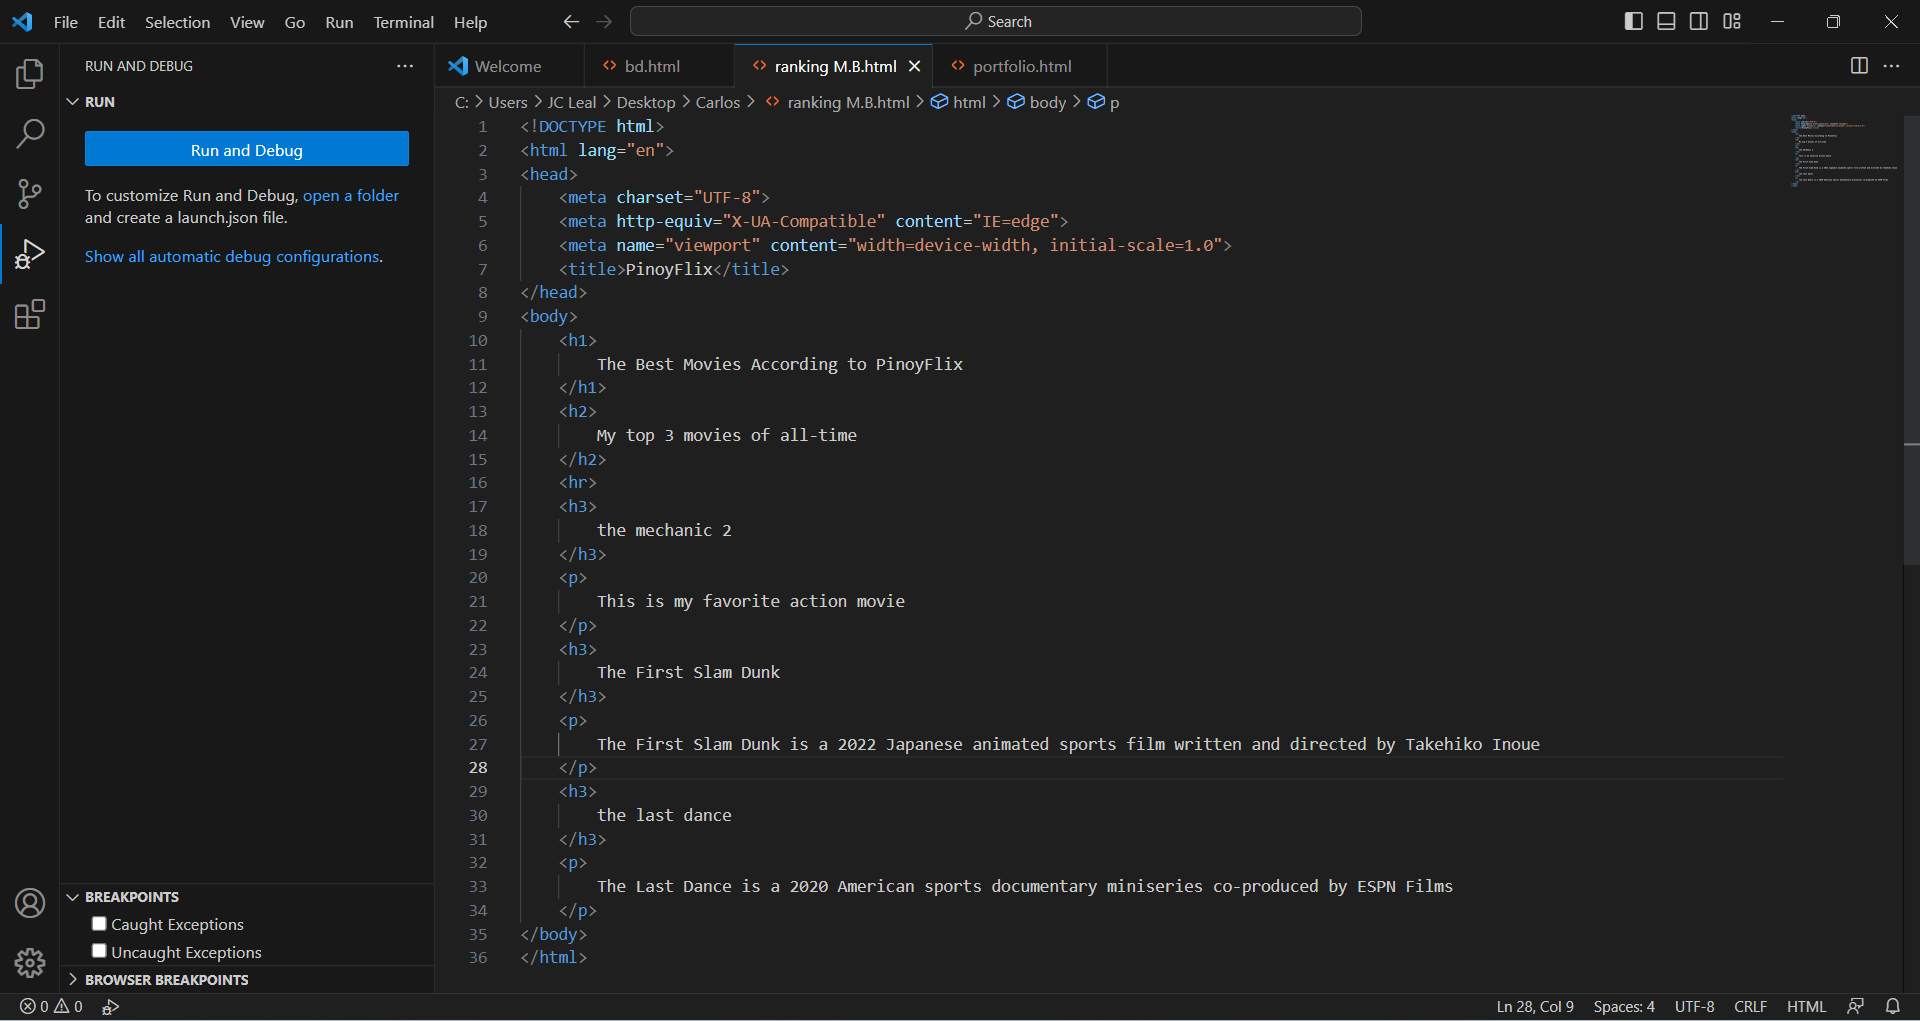 File Edit Selection View Go Run Terminal Help Search
RUN AND DEBUG
RUN
Run and Debug
To customize Run and Debug, open a folder
and create a launch.json file.
Show all automatic debug configurations.
BREAKPOINTS
Caught Exceptions
Uncaught Exceptions
BROWSER BREAKPOINTS
Welcome bd.html ranking M.B.html portfolio.html
C: > Users > JC Leal > Desktop > Carlos > ranking M.B.html > html > body > p
1 <!DOCTYPE html>
2 <html lang="en">
3 <head>
4 <meta charset="UTF-8">
5 <meta http-equiv="X-UA-Compatible" content="IE=edge">
6 <meta name="viewport" content="width=device-width, initial-scale=1.0">
7 <title>PinoyFlix</title>
8 </head>
9 <body>
10 <h1>
11 The Best Movies According to PinoyFlix
12 </h1>
13 <h2>
14 My top 3 movies of all-time
15 </h2>
16 <hr>
17 <h3>
18 the mechanic 2
19 </h3>
20 <p>
21 This is my favorite action movie
22 </p>
23 <h3>
24 The First Slam Dunk
25 </h3>
26 <p>
27 The First Slam Dunk is a 2022 Japanese animated sports film written and directed by Takehiko Inoue
28 </p>
29 <h3>
30 the last dance
31 </h3>
32 <p>
33 The Last Dance is a 2020 American sports documentary miniseries co-produced by ESPN Films
34 </p>
35 </body>
36 </html>
0 0 Ln 28, Col 9 Spaces: 4 UTF-8 CRLF HTML